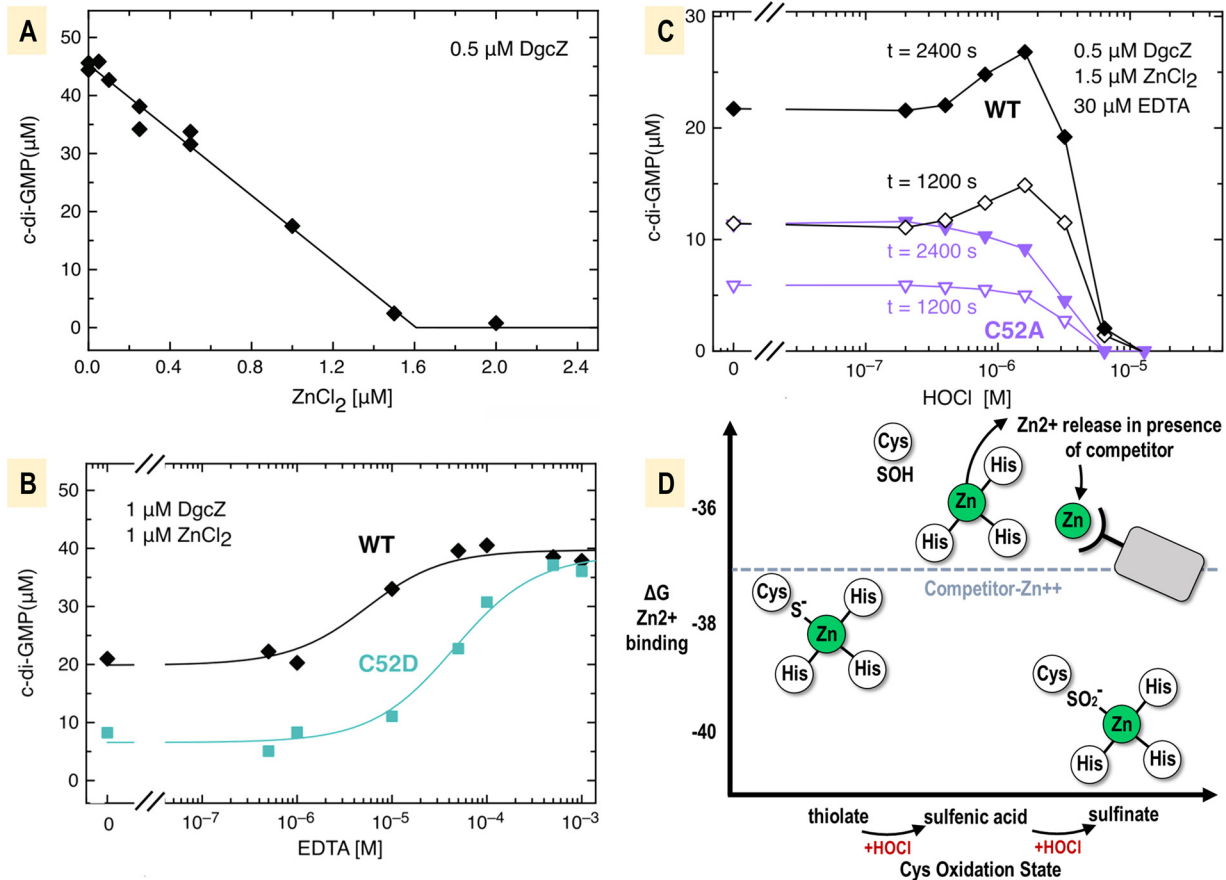 A
0.5 µM DgcZ
c-di-GMP(µM)
50
40
30
20
10
0
0.0
0.4
0.8
1.2
1.6
2.0
2.4
ZnCl₂ [µM]
B
1 µM DgcZ
1 µM ZnCl₂
WT
C52D
c-di-GMP(µM)
50
40
30
20
10
0
0
10⁻⁷
10⁻⁶
10⁻⁵
10⁻⁴
10⁻³
EDTA [M]
C
t = 2400 s
0.5 µM DgcZ
1.5 µM ZnCl₂
30 µM EDTA
WT
t = 1200 s
t = 2400 s
t = 1200 s
C52A
c-di-GMP(µM)
30
20
10
0
0
10⁻⁷
10⁻⁶
10⁻⁵
HOCl [M]
D
Zn2+ release in presence
of competitor
Cys
SOH
His
Zn
His
His
Zn
-36
Competitor-Zn++
ΔG
Zn2+
binding
-38
-40
Cys
S⁻
His
Zn
His
His
Cys
SO₂⁻
His
Zn
His
His
thiolate
sulfenic acid
sulfinate
+HOCl
+HOCl
Cys Oxidation State